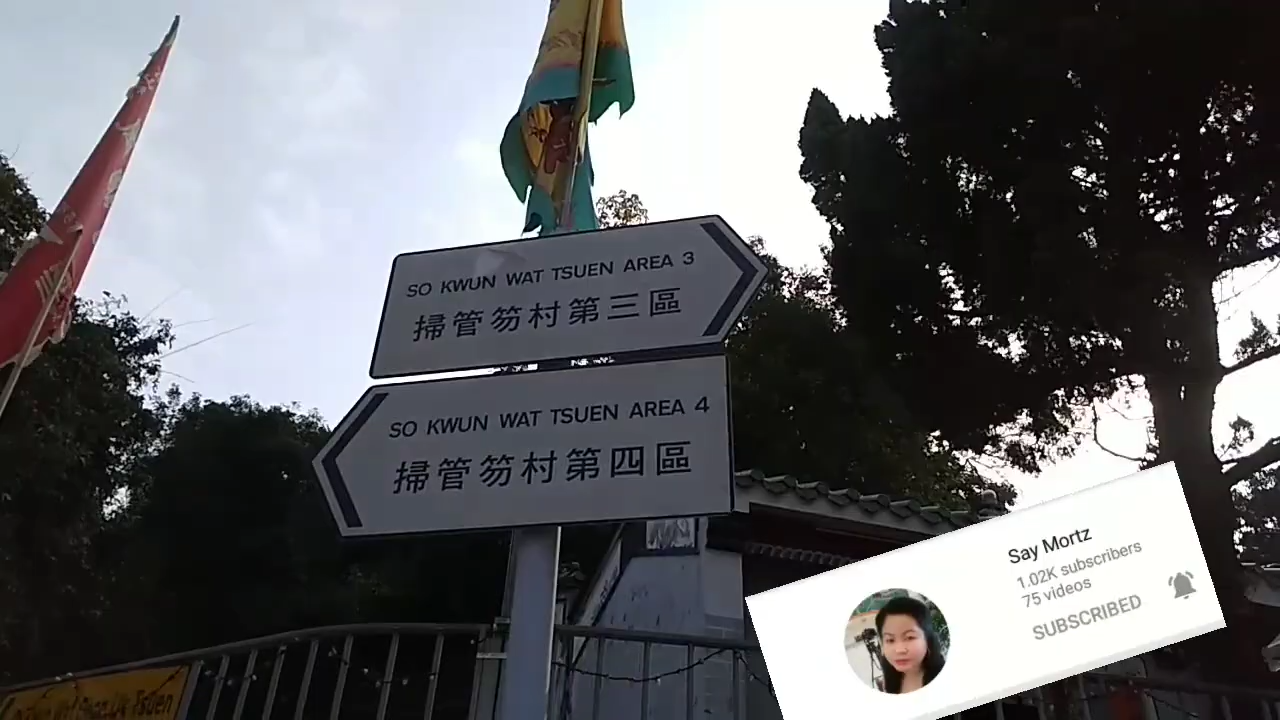 SO KWUN WAT TSUEN AREA 3
掃管笏村第三區
SO KWUN WAT TSUEN AREA 4
掃管笏村第四區
Say Mortz
1.02K subscribers
75 videos
SUBSCRIBED
Tsuen